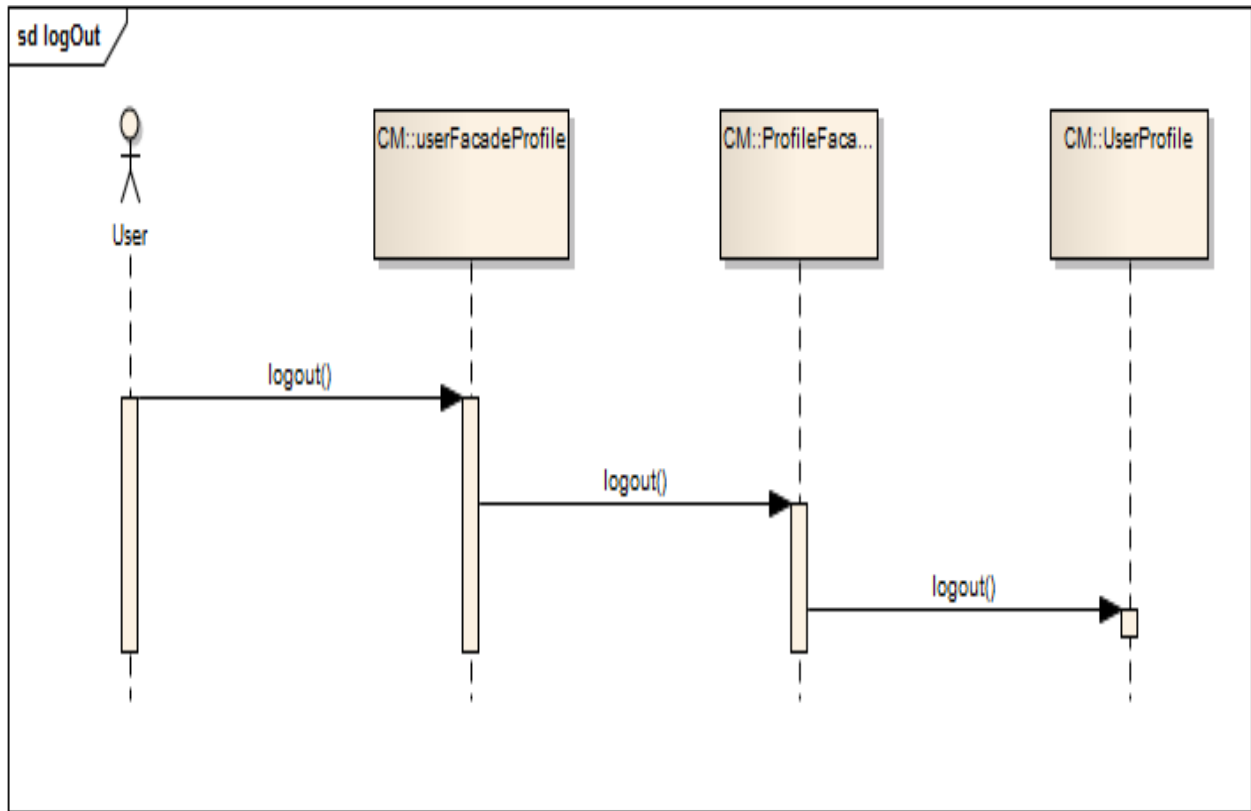 sd logOut
User
CM::userFacadeProfile
CM::ProfileFaca...
CM::UserProfile
logout()
logout()
logout()